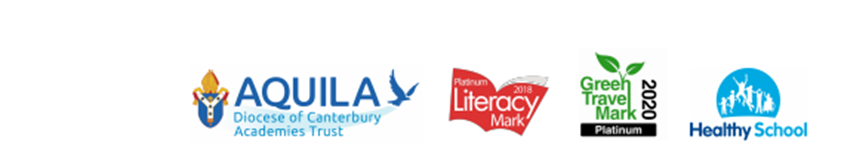 AQUILA
Diocese of Canterbury
Academies Trust
Platinum
2018
Literacy
Mark
Green
Travel
Mark
2020
Platinum
Healthy School